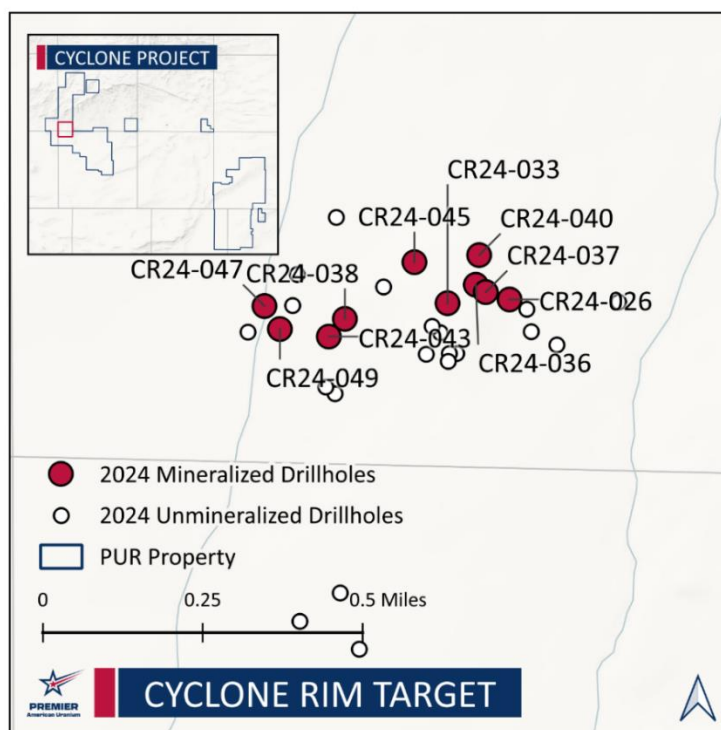 CYCLONE PROJECT
CR24-033
CR24-045
CR24-040
CR24-047
CR24-038
CR24-037
CR24-026
CR24-043
CR24-036
CR24-049
2024 Mineralized Drillholes
2024 Unmineralized Drillholes
PUR Property
0 0.25 0.5 Miles
PREMIER
American Uranium
CYCLONE RIM TARGET